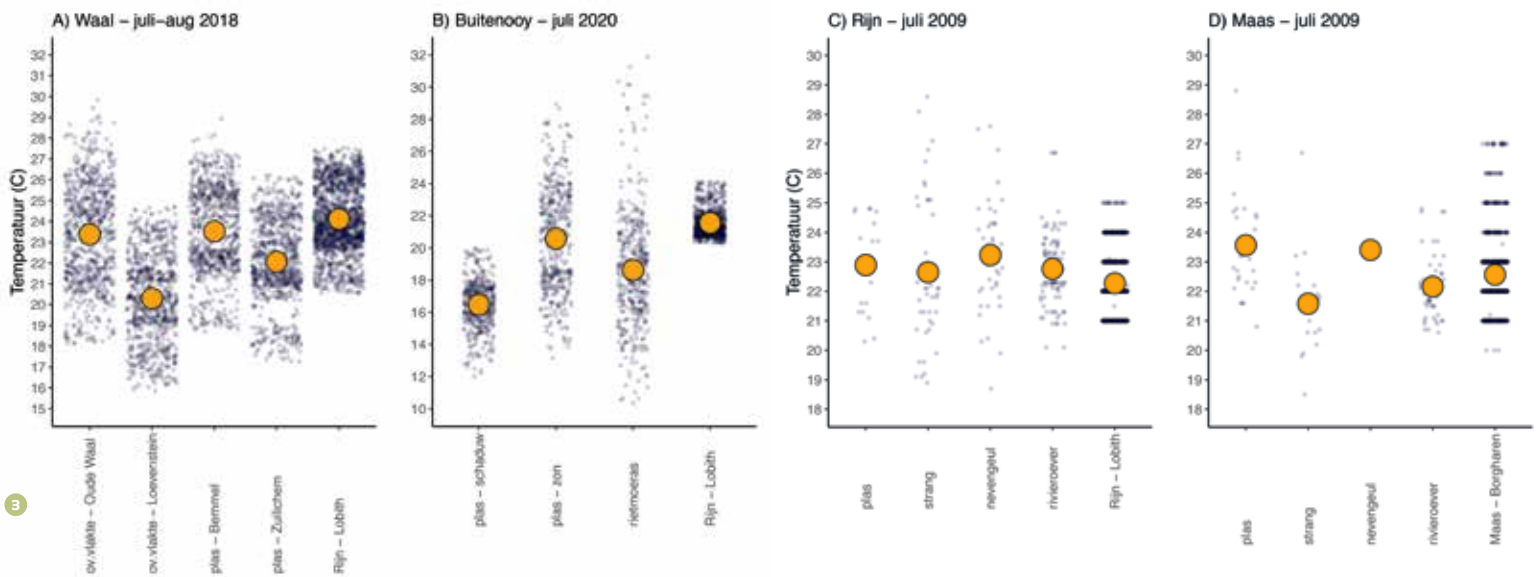 A) Waal – juli–aug 2018
Temperatuur (C)
32
31
30
29
28
27
26
25
24
23
22
21
20
19
18
17
16
15
ov.vlakte – Oude Waal
ov.vlakte – Loevenstein
plas – Bemmel
plas – Zuilichem
Rijn – Lobith
B) Buitenooy – juli 2020
32
30
28
26
24
22
20
18
16
14
12
10
plas – schaduw
plas – zon
rietmoeras
Rijn – Lobith
C) Rijn – juli 2009
Temperatuur (C)
30
29
28
27
26
25
24
23
22
21
20
19
18
plas
strang
nevengeul
rivieroever
Rijn – Lobith
D) Maas – juli 2009
30
29
28
27
26
25
24
23
22
21
20
19
18
plas
strang
nevengeul
rivieroever
Maas – Borgharen
3